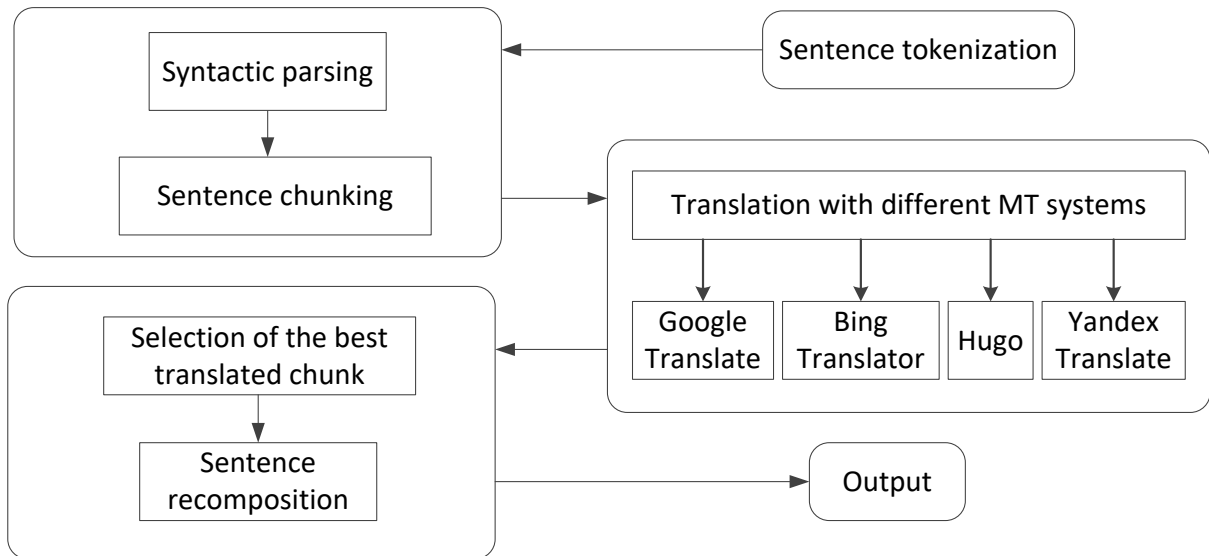 Sentence tokenization
Syntactic parsing
Sentence chunking
Translation with different MT systems
Google
Translate
Bing
Translator
Hugo
Yandex
Translate
Selection of the best
translated chunk
Sentence
recomposition
Output